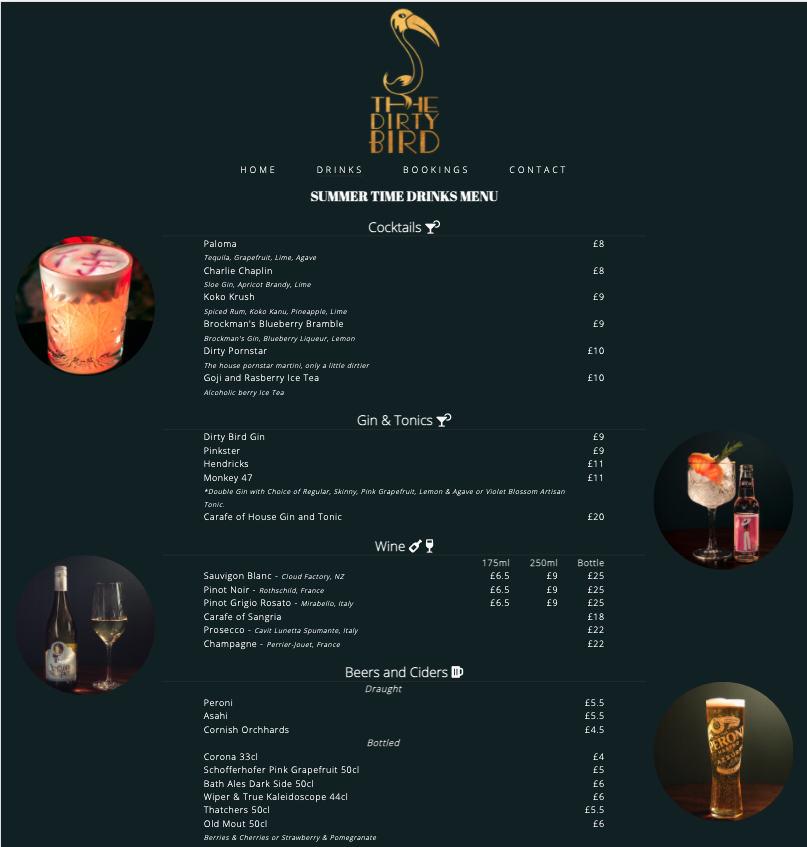 THE
DIRTY
BIRD
HOME DRINKS BOOKINGS CONTACT
SUMMER TIME DRINKS MENU
Cocktails
Paloma £8
Tequila, Grapefruit, Lime, Agave
Charlie Chaplin £8
Sloe Gin, Apricot Brandy, Lime
Koko Krush £9
Spiced Rum, Koko Kanu, Pineapple, Lime
Brockman's Blueberry Bramble £9
Brockman's Gin, Blueberry Liqueur, Lemon
Dirty Pornstar £10
The house pornstar martini, only a little dirtier
Goji and Rasberry Ice Tea £10
Alcoholic berry Ice Tea
Gin & Tonics
Dirty Bird Gin £9
Pinkster £9
Hendricks £11
Monkey 47 £11
*Double Gin with Choice of Regular, Skinny, Pink Grapefruit, Lemon & Agave or Violet Blossom Artisan
Tonic.
Carafe of House Gin and Tonic £20
Wine
175ml 250ml Bottle
Sauvigon Blanc - Cloud Factory, NZ £6.5 £9 £25
Pinot Noir - Rothschild, France £6.5 £9 £25
Pinot Grigio Rosato - Mirabello, Italy £6.5 £9 £25
Carafe of Sangria £18
Prosecco - Cavit Lunetta Spumante, Italy £22
Champagne - Perrier-Jouet, France £22
Beers and Ciders
Draught
Peroni £5.5
Asahi £5.5
Cornish Orchhards £4.5
Bottled
Corona 33cl £4
Schofferhofer Pink Grapefruit 50cl £5
Bath Ales Dark Side 50cl £6
Wiper & True Kaleidoscope 44cl £6
Thatchers 50cl £5.5
Old Mout 50cl £6
Berries & Cherries or Strawberry & Pomegranate
PERONI